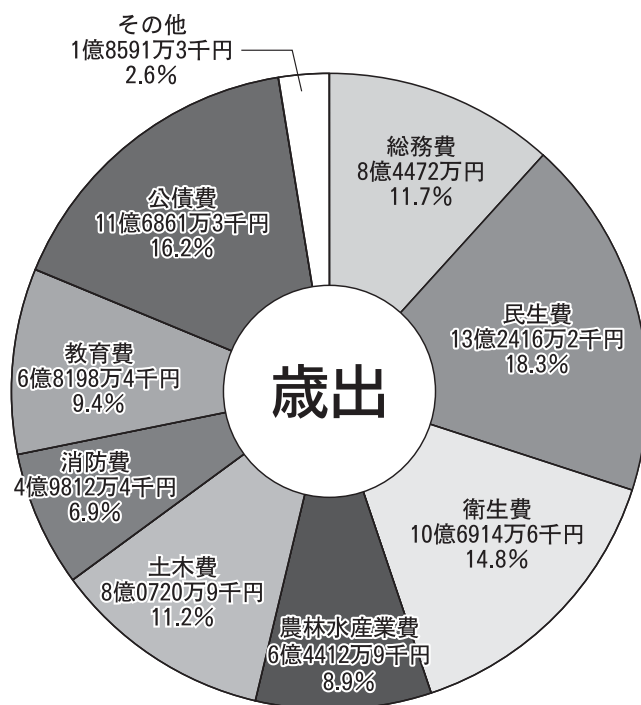 その他
1億8591万3千円
2.6%
総務費
8億4472万円
11.7%
民生費
13億2416万2千円
18.3%
衛生費
10億6914万6千円
14.8%
農林水産業費
6億4412万9千円
8.9%
土木費
8億0720万9千円
11.2%
消防費
4億9812万4千円
6.9%
教育費
6億8198万4千円
9.4%
公債費
11億6861万3千円
16.2%
歳出